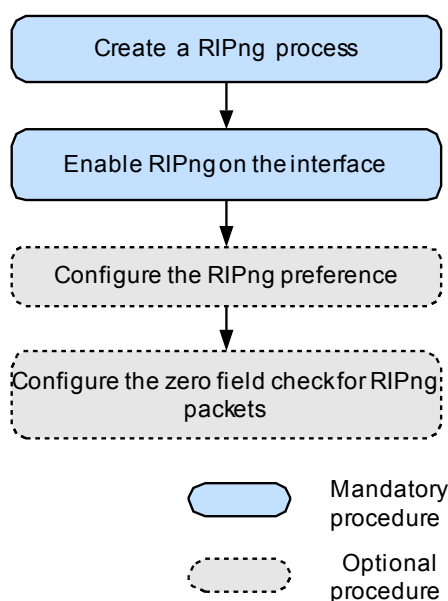 Create a RIPng process
Enable RIPng on the interface
Configure the RIPng preference
Configure the zero field check for RIPng
packets
Mandatory
procedure
Optional
procedure